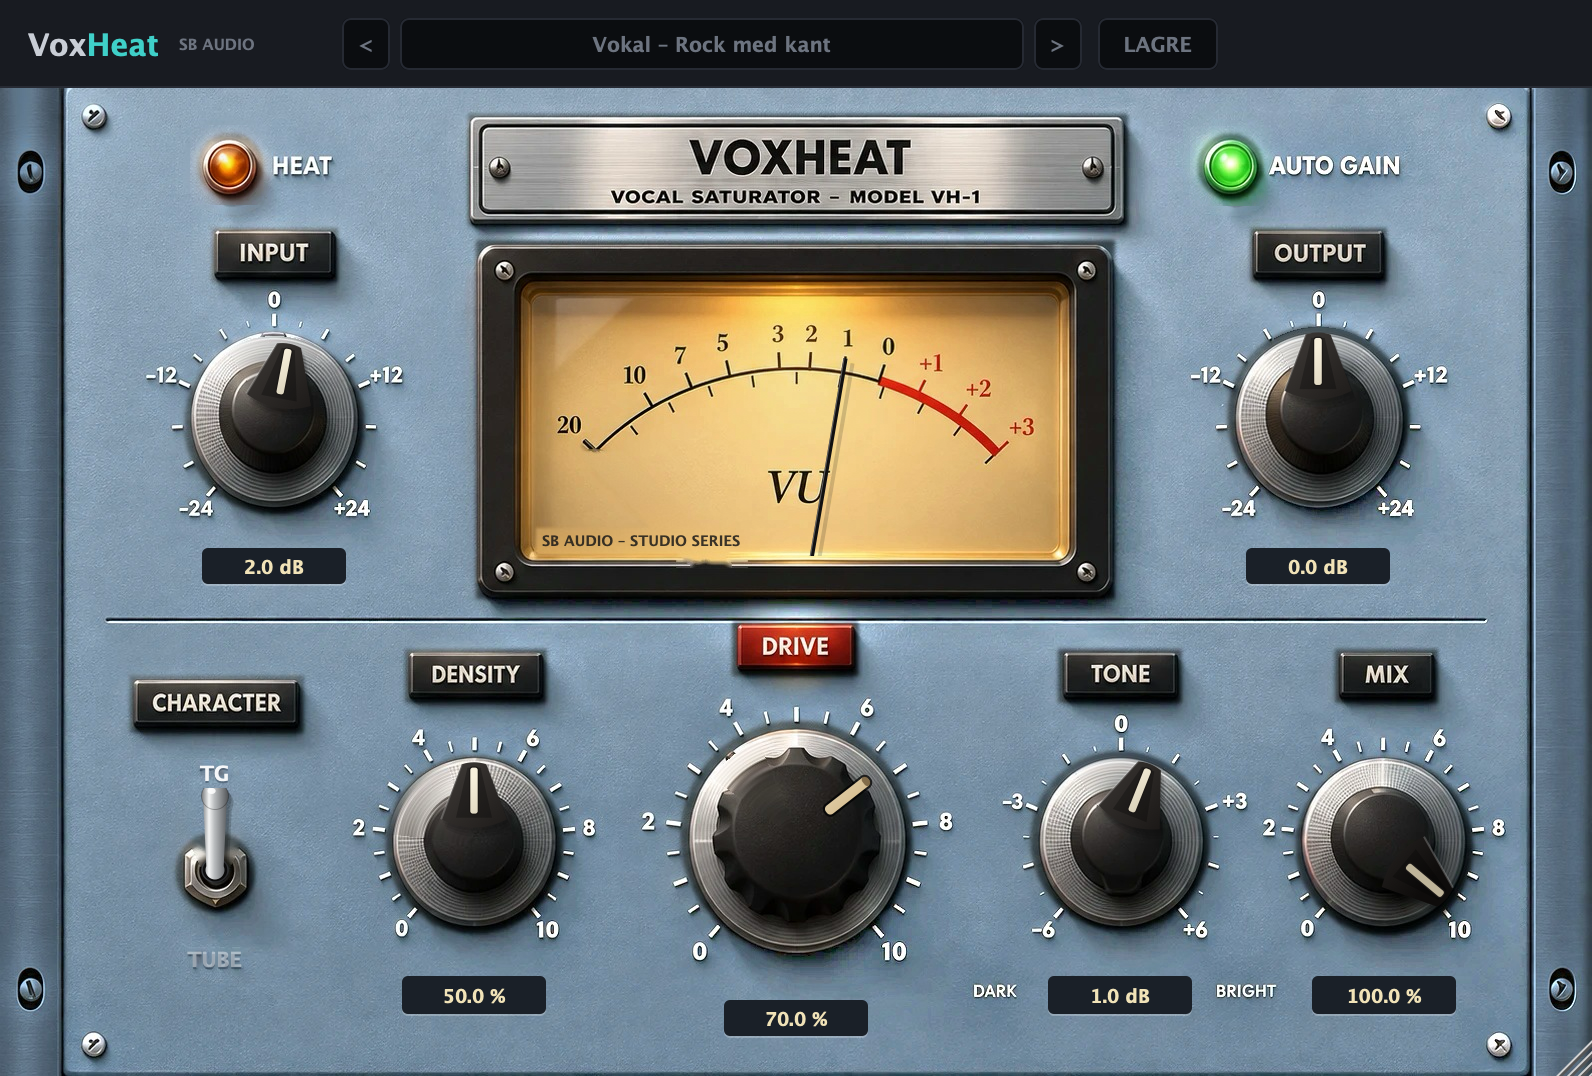 VoxHeat SB AUDIO < Vokal – Rock med kant > LAGRE
HEAT
VOXHEAT
VOCAL SATURATOR – MODEL VH-1
AUTO GAIN
INPUT
0
-12 +12
-24 +24
2.0 dB
20 10 7 5 3 2 1 0 +1 +2 +3
VU
SB AUDIO – STUDIO SERIES
OUTPUT
0
-12 +12
-24 +24
0.0 dB
CHARACTER
TG
TUBE
DENSITY
4 6
2 8
0 10
50.0 %
DRIVE
4 6
2 8
0 10
70.0 %
TONE
0
-3 +3
-6 +6
DARK 1.0 dB BRIGHT
MIX
4 6
2 8
0 10
100.0 %